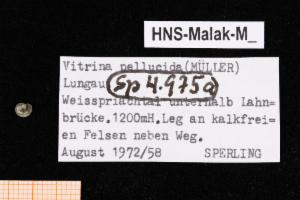 HNS-Malak-M_
Vitrina pellucida(MÜLLER)
Lungau Sp 4.975a
Weisspriachtal unterhalb Lahn-
brücke.1200mH.Leg an kalkfrei-
en Felsen neben Weg.
August 1972/58 SPERLING